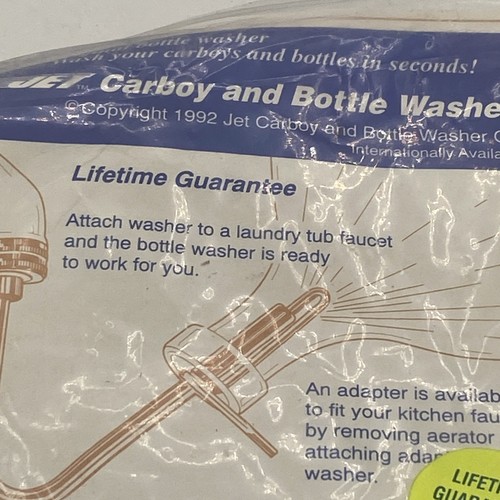 bottle washer
wash your carboys and bottles in seconds!
JET™ Carboy and Bottle Washe
©Copyright 1992 Jet Carboy and Bottle Washer C
Internationally Availa
Lifetime Guarantee
Attach washer to a laundry tub faucet
and the bottle washer is ready
to work for you.
An adapter is availab
to fit your kitchen fau
by removing aerator
attaching adap
washer.
LIFETI
GUAR